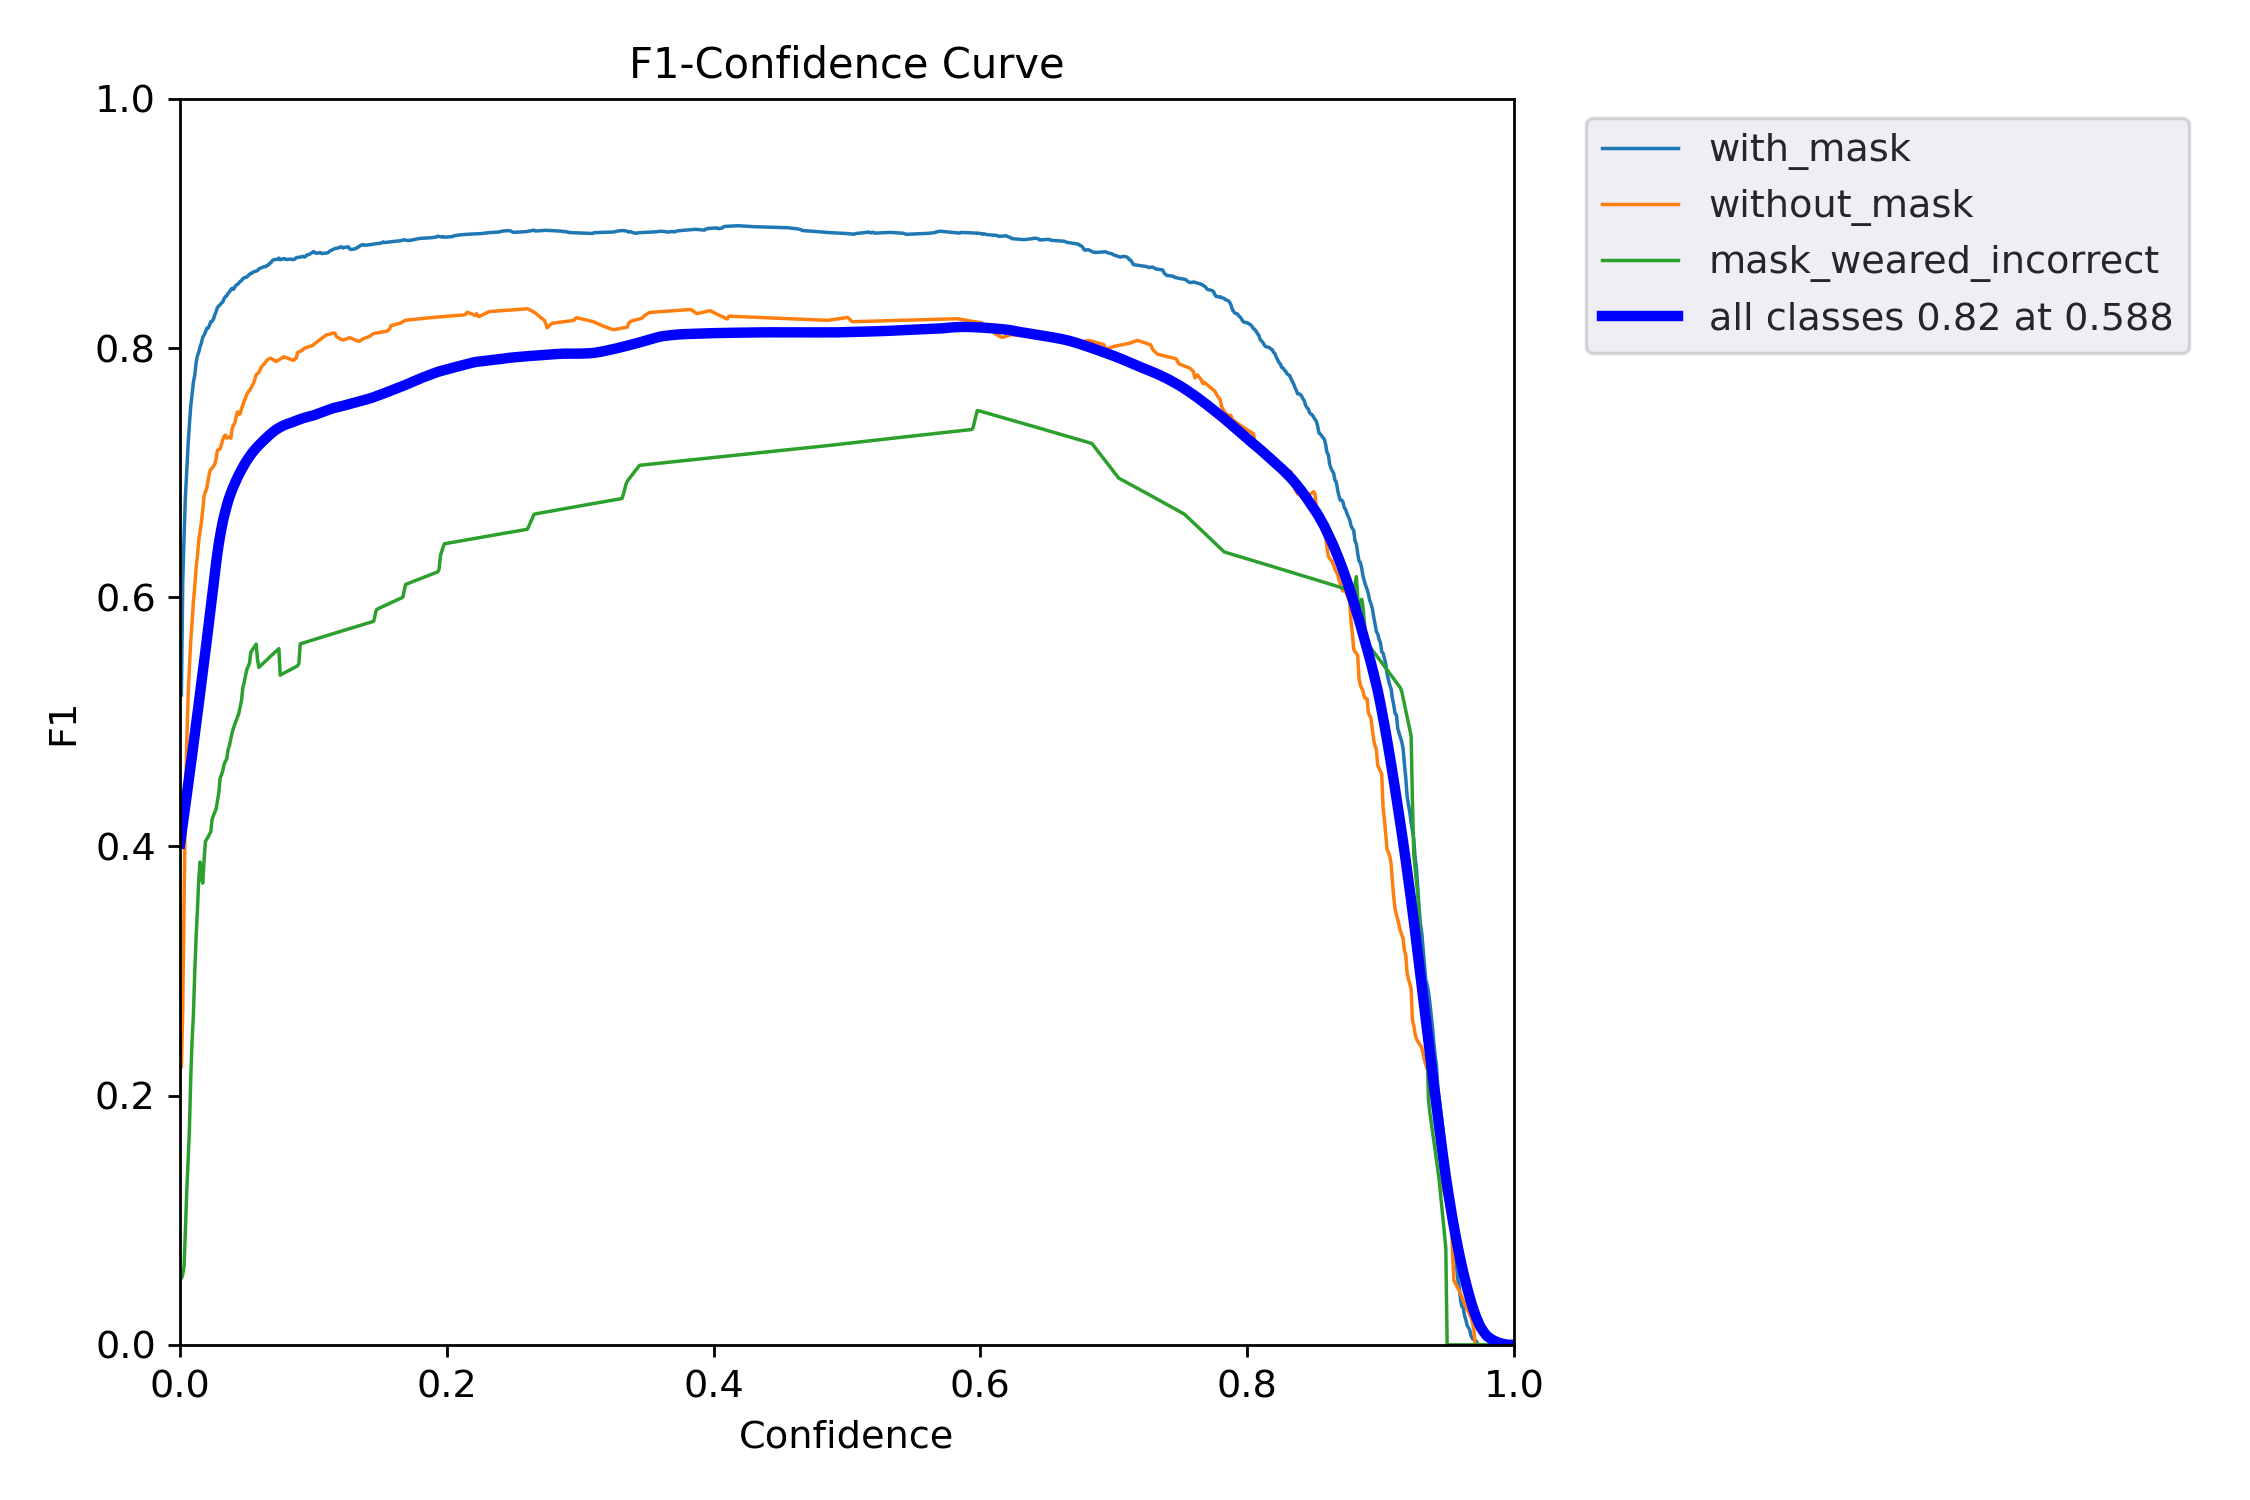 F1-Confidence Curve
1.0
0.8
0.6
0.4
0.2
0.0
F1
0.0 0.2 0.4 0.6 0.8 1.0
Confidence
with_mask
without_mask
mask_weared_incorrect
all classes 0.82 at 0.588